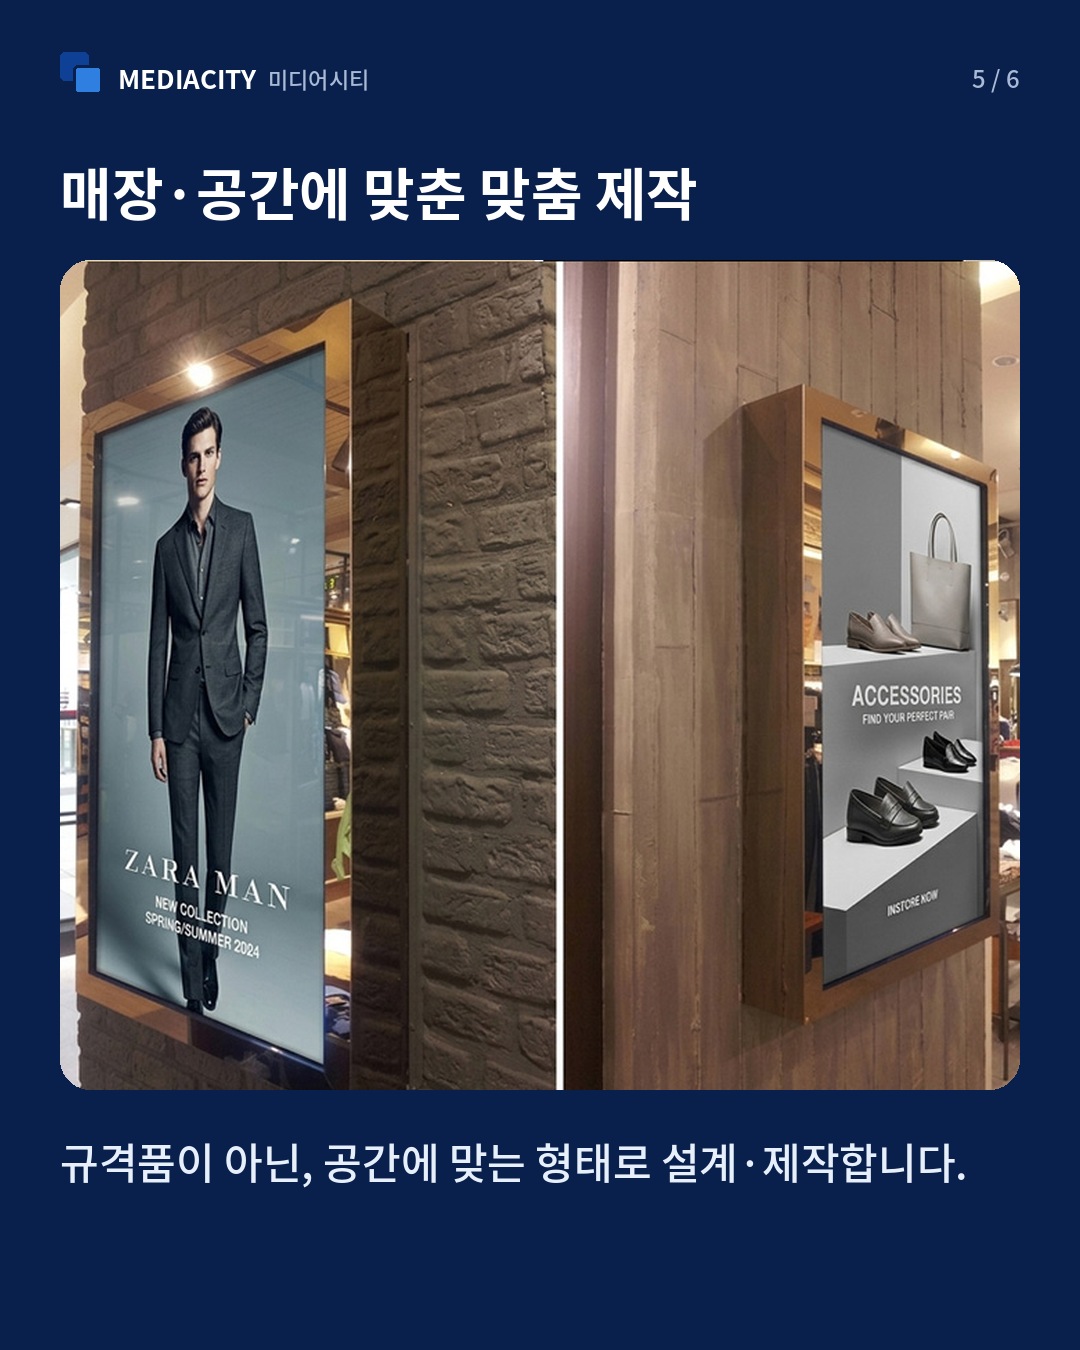 MEDIACITY 미디어시티
5 / 6
매장·공간에 맞춘 맞춤 제작
ZARA MAN
NEW COLLECTION
SPRING/SUMMER 2024
ACCESSORIES
FIND YOUR PERFECT PAIR
INSTORE NOW
규격품이 아닌, 공간에 맞는 형태로 설계·제작합니다.